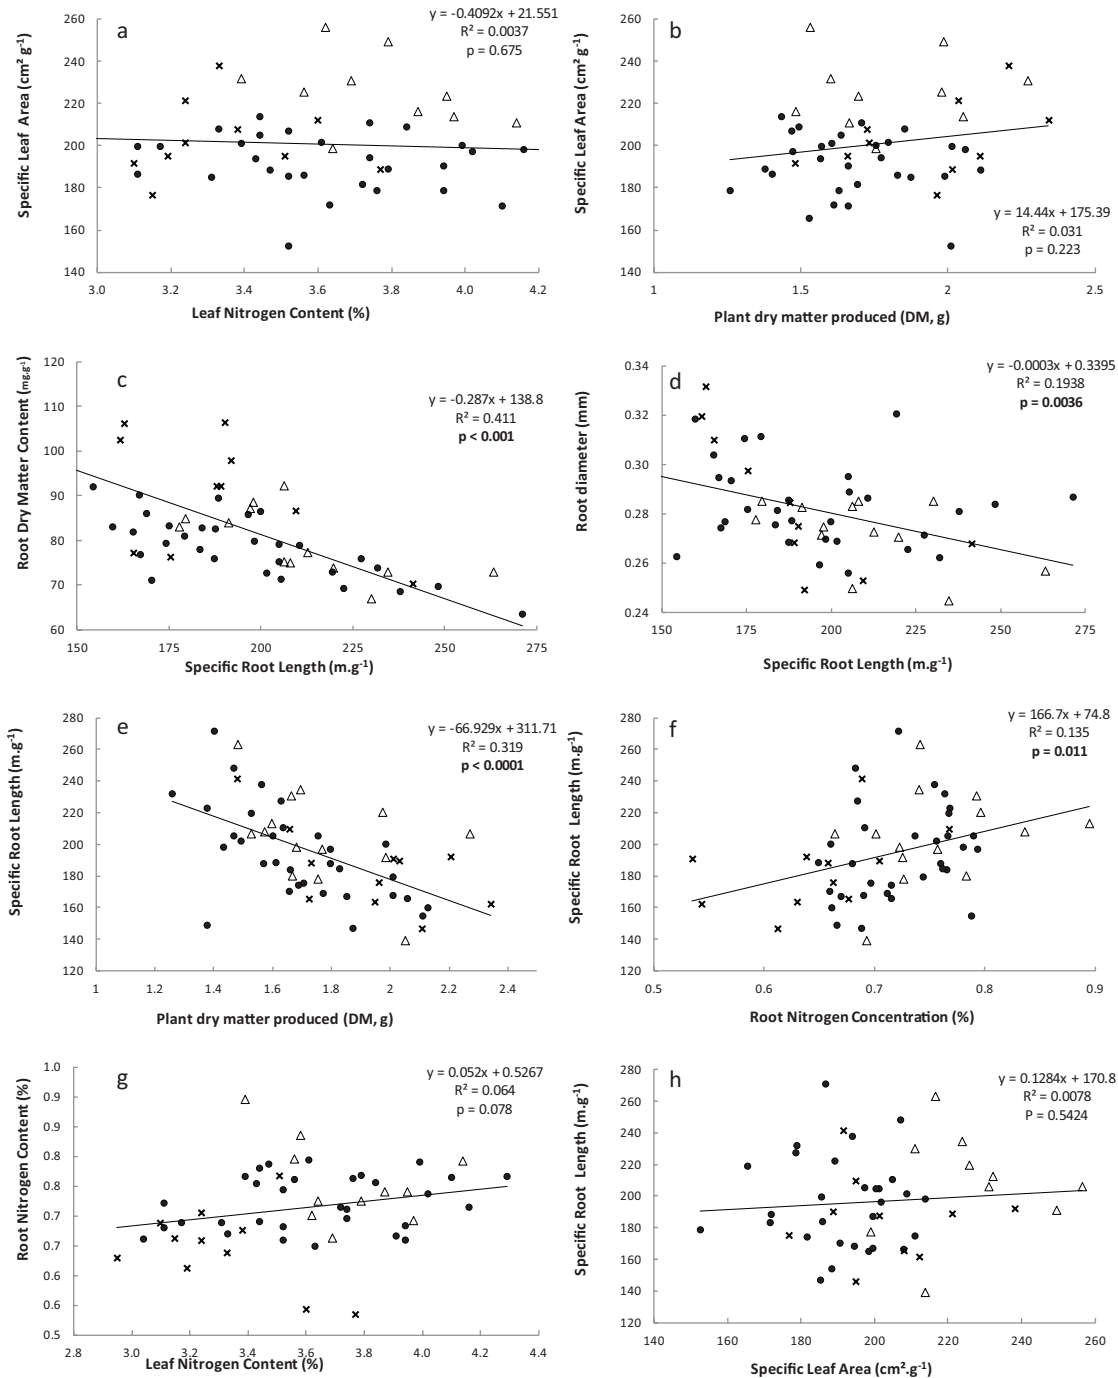 a
y = -0.4092x + 21.551
R² = 0.0037
p = 0.675
Specific Leaf Area (cm² g⁻¹)
260
240
220
200
180
160
140
3.0 3.2 3.4 3.6 3.8 4.0 4.2
Leaf Nitrogen Content (%)
b
Specific Leaf Area (cm² g⁻¹)
260
240
220
200
180
160
140
y = 14.44x + 175.39
R² = 0.031
p = 0.223
1 1.5 2 2.5
Plant dry matter produced (DM, g)
c
y = -0.287x + 138.8
R² = 0.411
p < 0.001
Root Dry Matter Content (mg.g⁻¹)
120
110
100
90
80
70
60
150 175 200 225 250 275
Specific Root Length (m.g⁻¹)
d
y = -0.0003x + 0.3395
R² = 0.1938
p = 0.0036
Root diameter (mm)
0.34
0.32
0.30
0.28
0.26
0.24
150 175 200 225 250 275
Specific Root Length (m.g⁻¹)
e
y = -66.929x + 311.71
R² = 0.319
p < 0.0001
Specific Root Length (m.g⁻¹)
280
260
240
220
200
180
160
140
120
1 1.2 1.4 1.6 1.8 2 2.2 2.4
Plant dry matter produced (DM, g)
f
y = 166.7x + 74.8
R² = 0.135
p = 0.011
Specific Root Length (m.g⁻¹)
280
260
240
220
200
180
160
140
120
0.5 0.6 0.7 0.8 0.9
Root Nitrogen Concentration (%)
g
y = 0.052x + 0.5267
R² = 0.064
p = 0.078
Root Nitrogen Content (%)
1.0
0.9
0.9
0.8
0.8
0.7
0.7
0.6
0.6
0.5
2.8 3.0 3.2 3.4 3.6 3.8 4.0 4.2 4.4
Leaf Nitrogen Content (%)
h
y = 0.1284x + 170.8
R² = 0.0078
P = 0.5424
Specific Root Length (m.g⁻¹)
280
260
240
220
200
180
160
140
120
140 160 180 200 220 240 260
Specific Leaf Area (cm².g⁻¹)